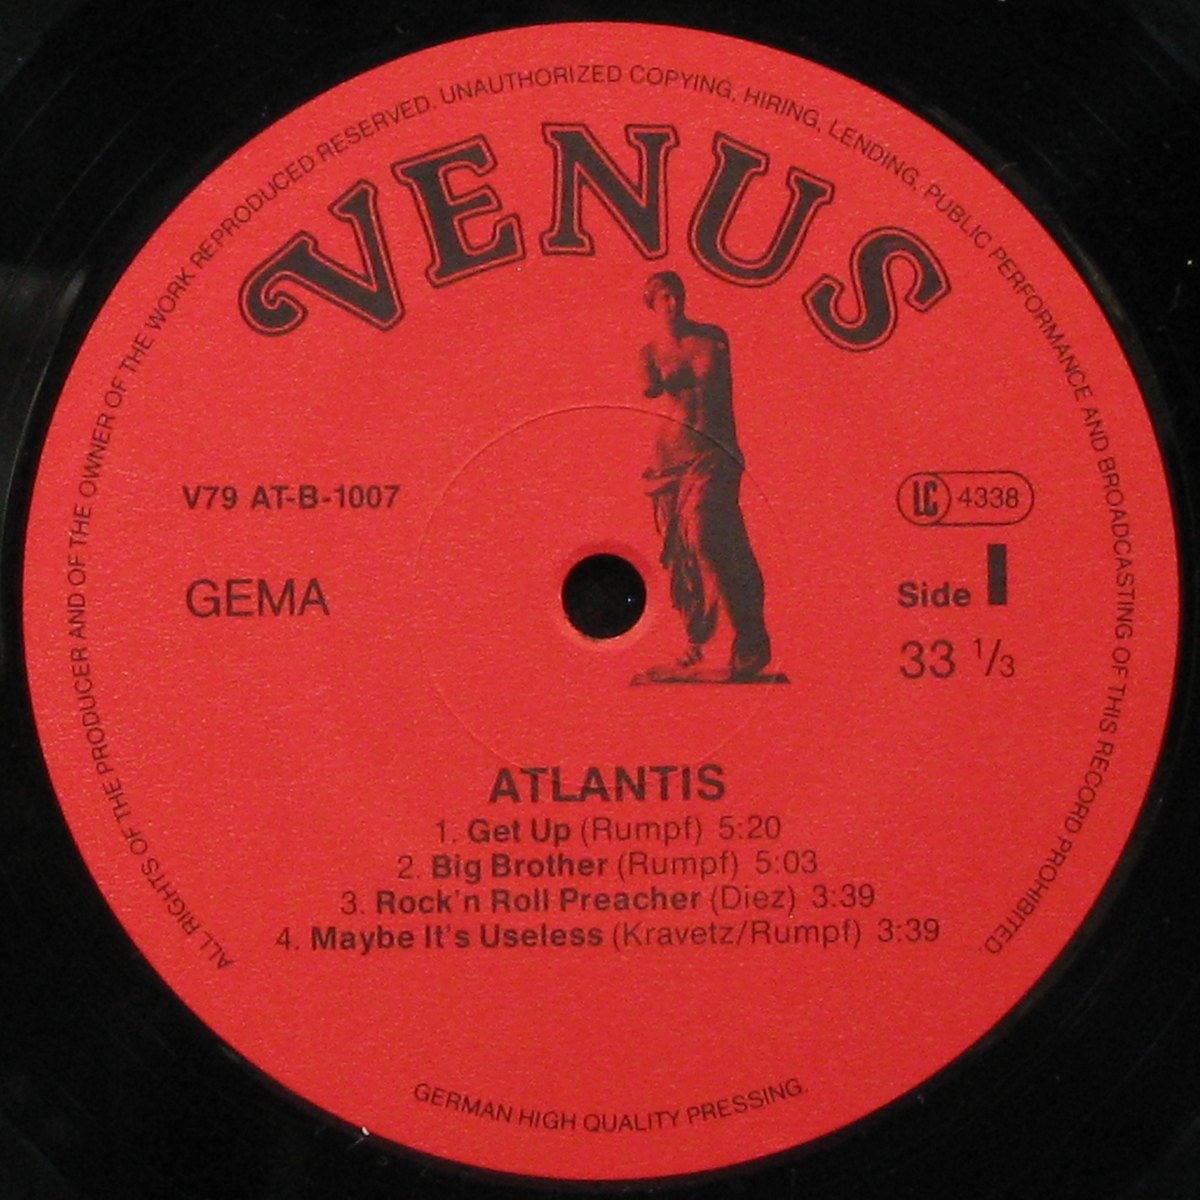 ALL RIGHTS OF THE PRODUCER AND OF THE OWNER OF THE WORK REPRODUCED RESERVED. UNAUTHORIZED COPYING, HIRING, LENDING, PUBLIC PERFORMANCE AND BROADCASTING OF THIS RECORD PROHIBITED.
VENUS
V79 AT-B-1007
LC 4338
GEMA
Side I
33 1/3
ATLANTIS
1. Get Up (Rumpf) 5:20
2. Big Brother (Rumpf) 5:03
3. Rock'n Roll Preacher (Diez) 3:39
4. Maybe It's Useless (Kravetz/Rumpf) 3:39
GERMAN HIGH QUALITY PRESSING.